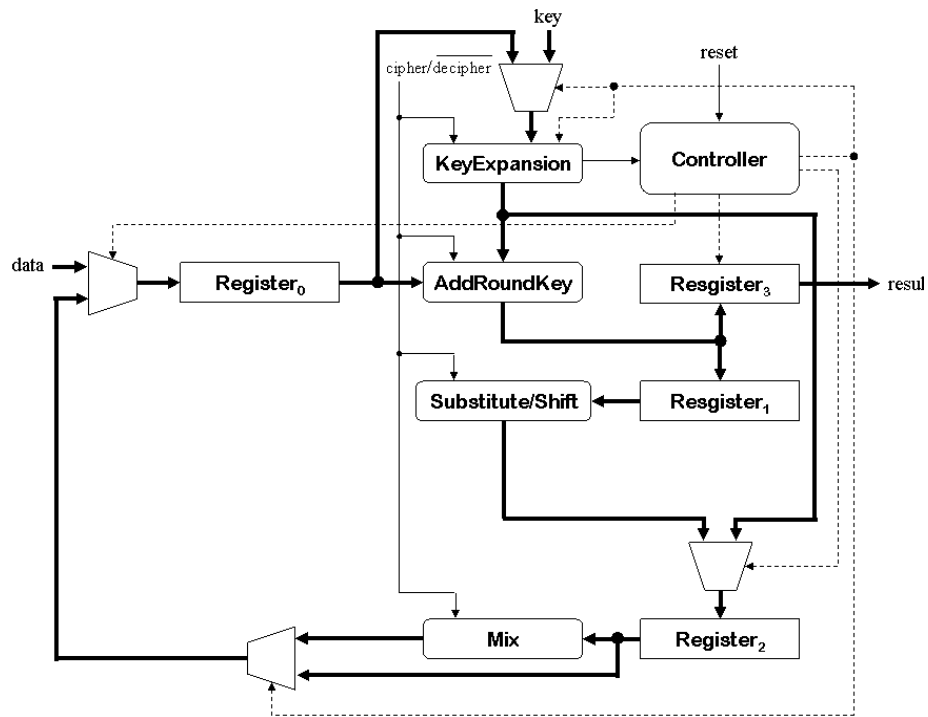 key
cipher/decipher
reset
KeyExpansion
Controller
data
Register0
AddRoundKey
Resgister3
resul
Substitute/Shift
Resgister1
Mix
Register2